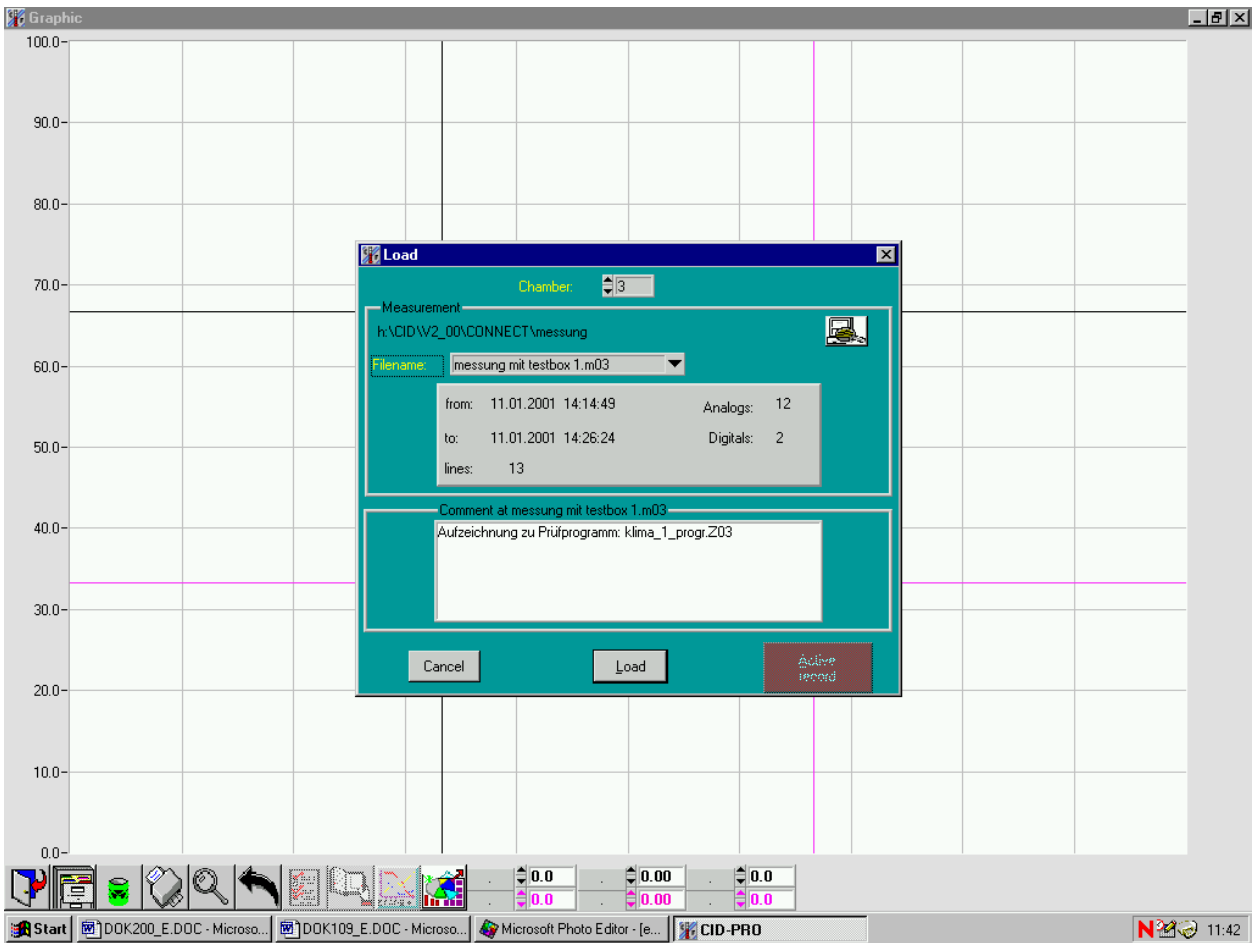 Graphic
100.0
90.0
80.0
70.0
60.0
50.0
40.0
30.0
20.0
10.0
0.0
Load
Chamber: 3
Measurement
h:\CID\V2_00\CONNECT\messung
Filename: messung mit testbox 1.m03
from: 11.01.2001 14:14:49 Analogs: 12
to: 11.01.2001 14:26:24 Digitals: 2
lines: 13
Comment at messung mit testbox 1.m03
Aufzeichnung zu Prüfprogramm: klima_1_progr.Z03
Cancel Load Active record
. 0.0 . 0.00 . 0.0
. 0.0 . 0.00 . 0.0
Start DOK200_E.DOC - Microso... DOK109_E.DOC - Microso... Microsoft Photo Editor - [e... CID-PRO N 11:42